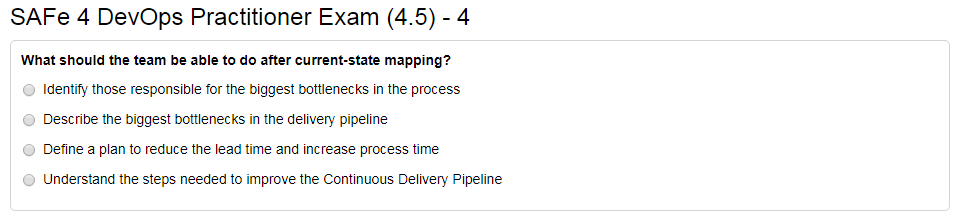 SAFe 4 DevOps Practitioner Exam (4.5) - 4
What should the team be able to do after current-state mapping?
Identify those responsible for the biggest bottlenecks in the process
Describe the biggest bottlenecks in the delivery pipeline
Define a plan to reduce the lead time and increase process time
Understand the steps needed to improve the Continuous Delivery Pipeline